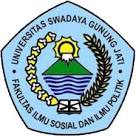 UNIVERSITAS SWADAYA GUNUNG JATI
FAKULTAS ILMU SOSIAL DAN ILMU POLITIK